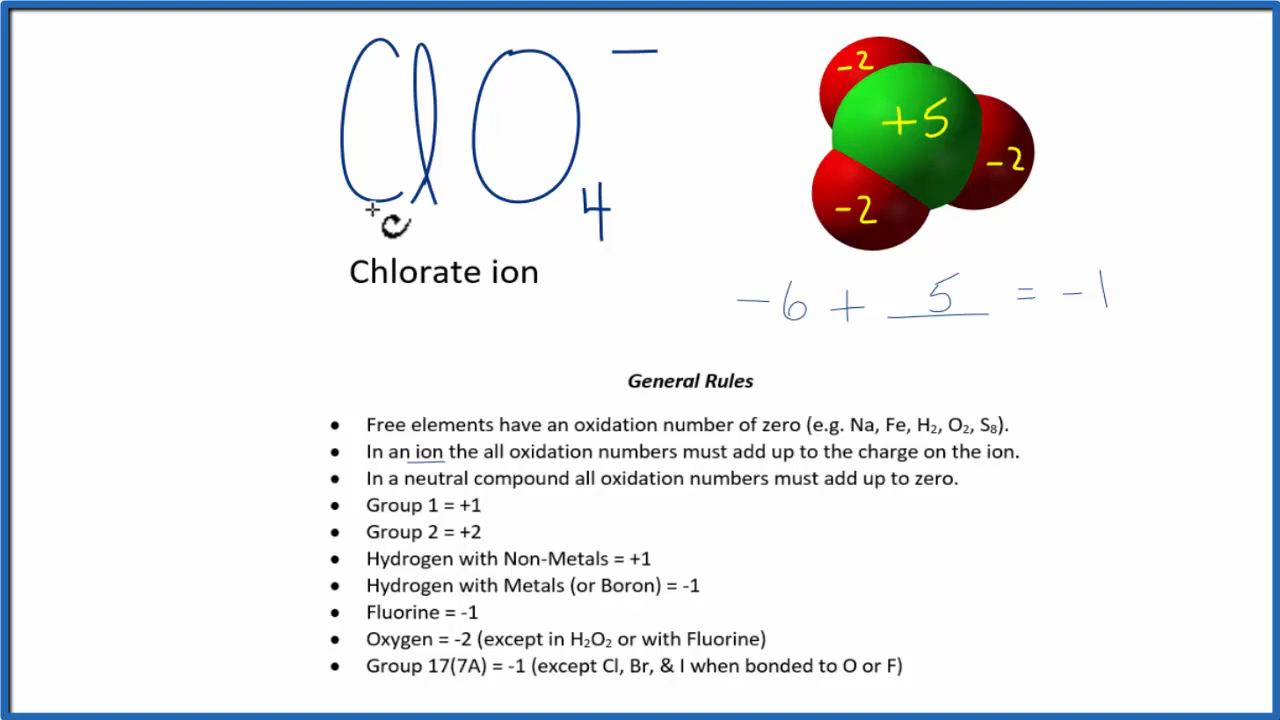 ClO₄⁻
-2
+5
-2
-2
Chlorate ion
-6 + 5 = -1
General Rules
• Free elements have an oxidation number of zero (e.g. Na, Fe, H₂, O₂, S₈).
• In an ion the all oxidation numbers must add up to the charge on the ion.
• In a neutral compound all oxidation numbers must add up to zero.
• Group 1 = +1
• Group 2 = +2
• Hydrogen with Non-Metals = +1
• Hydrogen with Metals (or Boron) = -1
• Fluorine = -1
• Oxygen = -2 (except in H₂O₂ or with Fluorine)
• Group 17(7A) = -1 (except Cl, Br, & I when bonded to O or F)